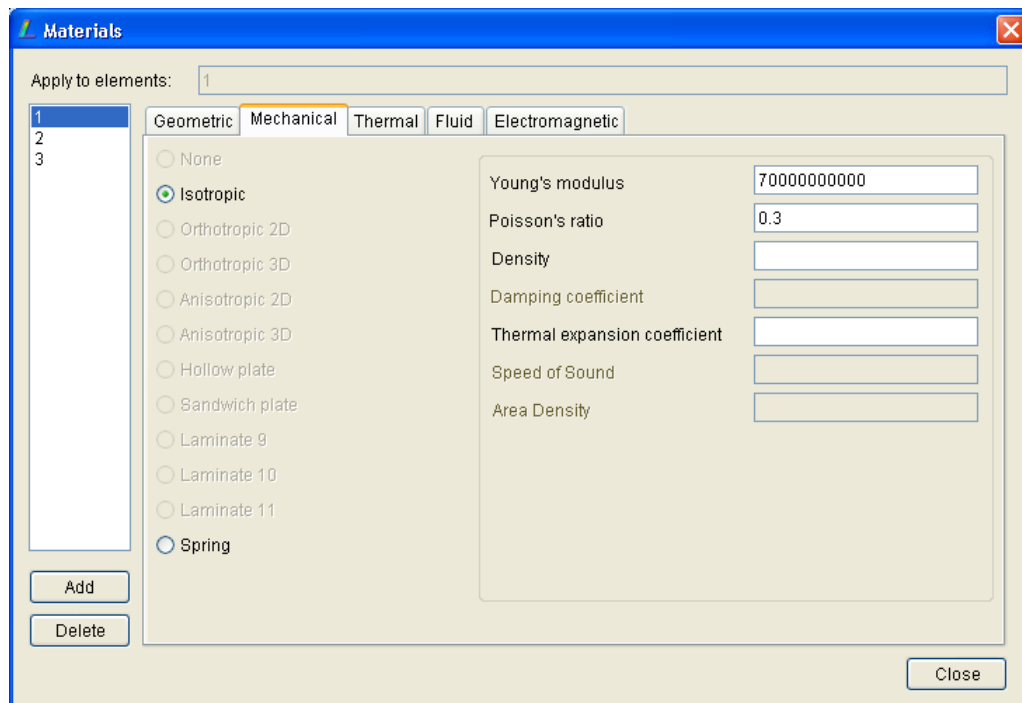 Materials
Apply to elements: 1
1
2
3
Geometric Mechanical Thermal Fluid Electromagnetic
None
Isotropic
Orthotropic 2D
Orthotropic 3D
Anisotropic 2D
Anisotropic 3D
Hollow plate
Sandwich plate
Laminate 9
Laminate 10
Laminate 11
Spring
Young's modulus 70000000000
Poisson's ratio 0.3
Density
Damping coefficient
Thermal expansion coefficient
Speed of Sound
Area Density
Add
Delete
Close